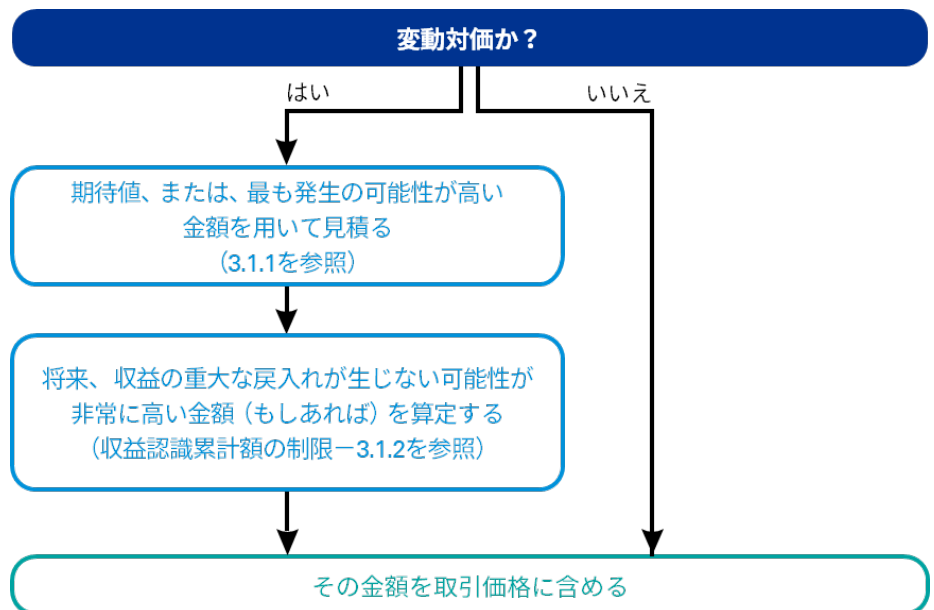 変動対価か？
はい
いいえ
期待値、または、最も発生の可能性が高い
金額を用いて見積る
（3.1.1を参照）
将来、収益の重大な戻入れが生じない可能性が
非常に高い金額（もしあれば）を算定する
（収益認識累計額の制限－3.1.2を参照）
その金額を取引価格に含める